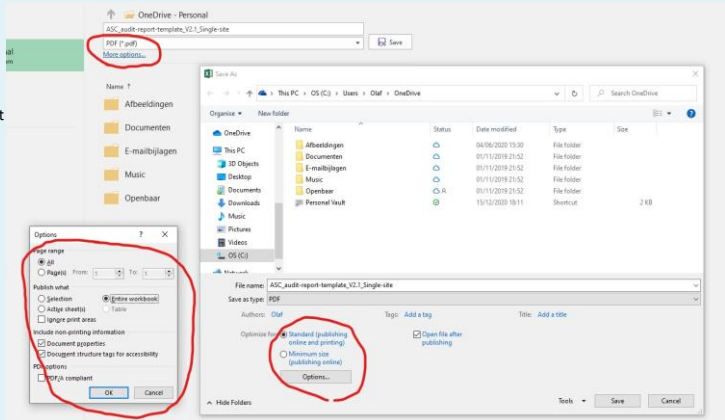 OneDrive - Personal
ASC_audit-report-template_V2.1_Single-site
PDF (*.pdf)
Save
More options...
Name ↑
Afbeeldingen
Documenten
E-mailbijlagen
Music
Openbaar
Save As
This PC > OS (C:) > Users > Olaf > OneDrive
Search OneDrive
Organise
New folder
OneDrive
This PC
3D Objects
Desktop
Documents
Downloads
Music
Pictures
Videos
OS (C:)
Network
Name Status Date modified Type Size
Afbeeldingen 04/06/2020 15:30 File folder
Documenten 01/11/2019 21:52 File folder
E-mailbijlagen 01/11/2019 21:52 File folder
Music 01/11/2019 21:52 File folder
Openbaar 01/11/2019 21:52 File folder
Personal Vault 15/12/2020 18:11 Shortcut 2 KB
File name: ASC_audit-report-template_V2.1_Single-site
Save as type: PDF
Authors: Olaf
Tags: Add a tag
Title: Add a title
Optimize for:
Standard (publishing
online and printing)
Minimum size
(publishing online)
Options...
Open file after
publishing
Hide Folders
Tools
Save
Cancel
Options ? X
Page range
All
Page(s) From: 1 To: 1
Publish what
Selection Entire workbook
Active sheet(s) Table
Ignore print areas
Include non-printing information
Document properties
Document structure tags for accessibility
PDF options
PDF/A compliant
OK Cancel